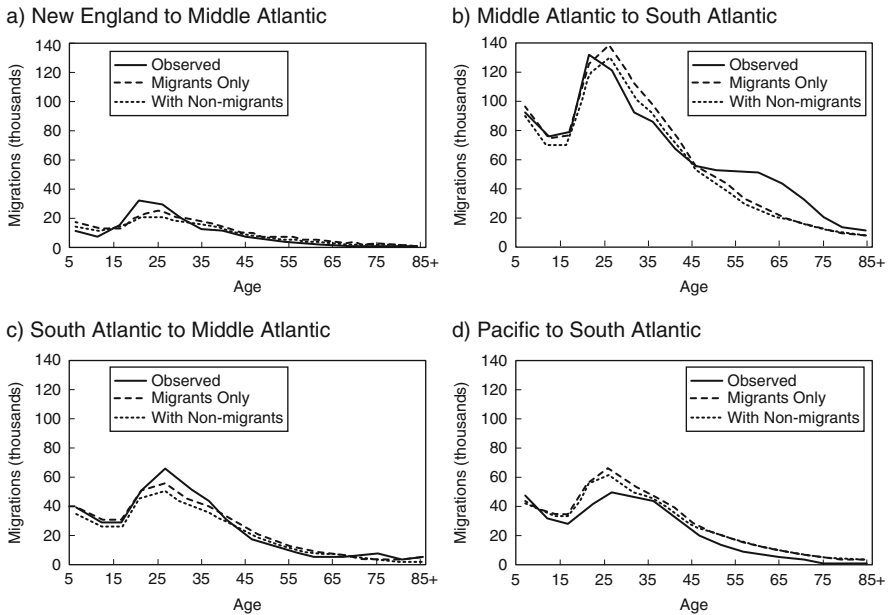 a) New England to Middle Atlantic
Migrations (thousands)
140
120
100
80
60
40
20
0
Observed
Migrants Only
With Non-migrants
5 15 25 35 45 55 65 75 85+
Age
b) Middle Atlantic to South Atlantic
Migrations (thousands)
140
120
100
80
60
40
20
0
Observed
Migrants Only
With Non-migrants
5 15 25 35 45 55 65 75 85+
Age
c) South Atlantic to Middle Atlantic
Migrations (thousands)
140
120
100
80
60
40
20
0
Observed
Migrants Only
With Non-migrants
5 15 25 35 45 55 65 75 85+
Age
d) Pacific to South Atlantic
Migrations (thousands)
140
120
100
80
60
40
20
0
Observed
Migrants Only
With Non-migrants
5 15 25 35 45 55 65 75 85+
Age